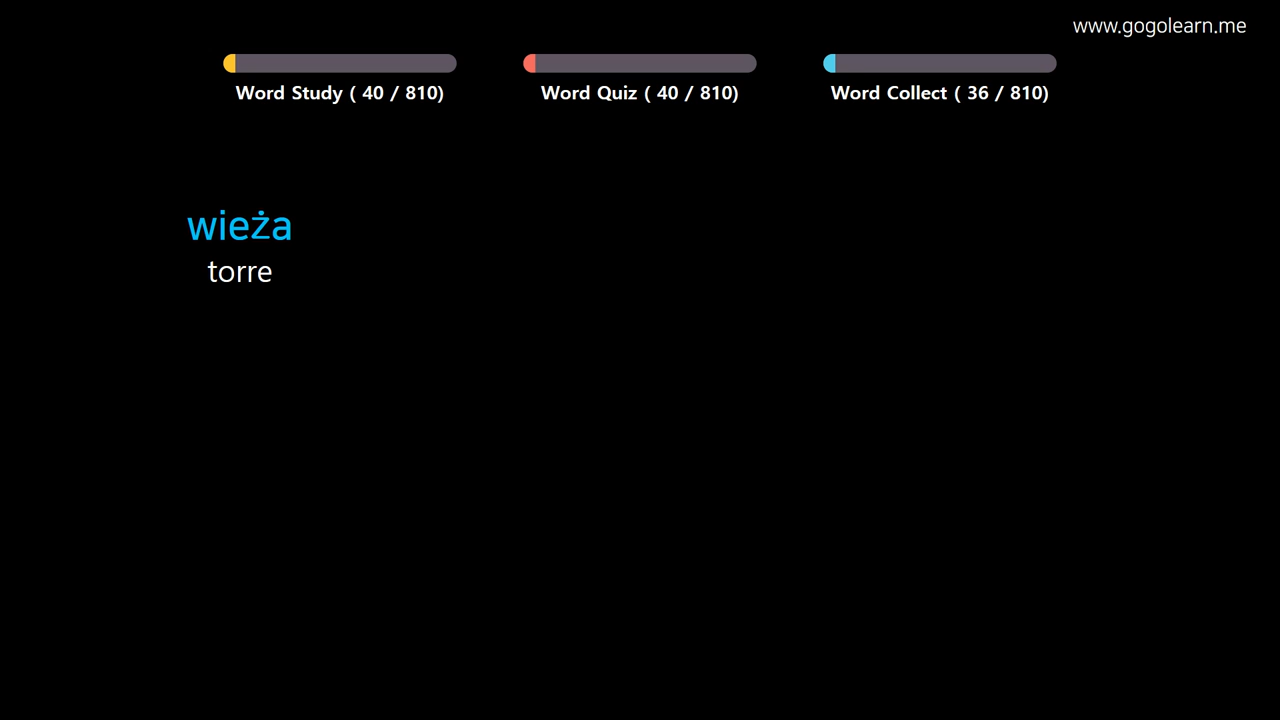 www.gogolearn.me
Word Study ( 40 / 810)
Word Quiz ( 40 / 810)
Word Collect ( 36 / 810)
wieża
torre